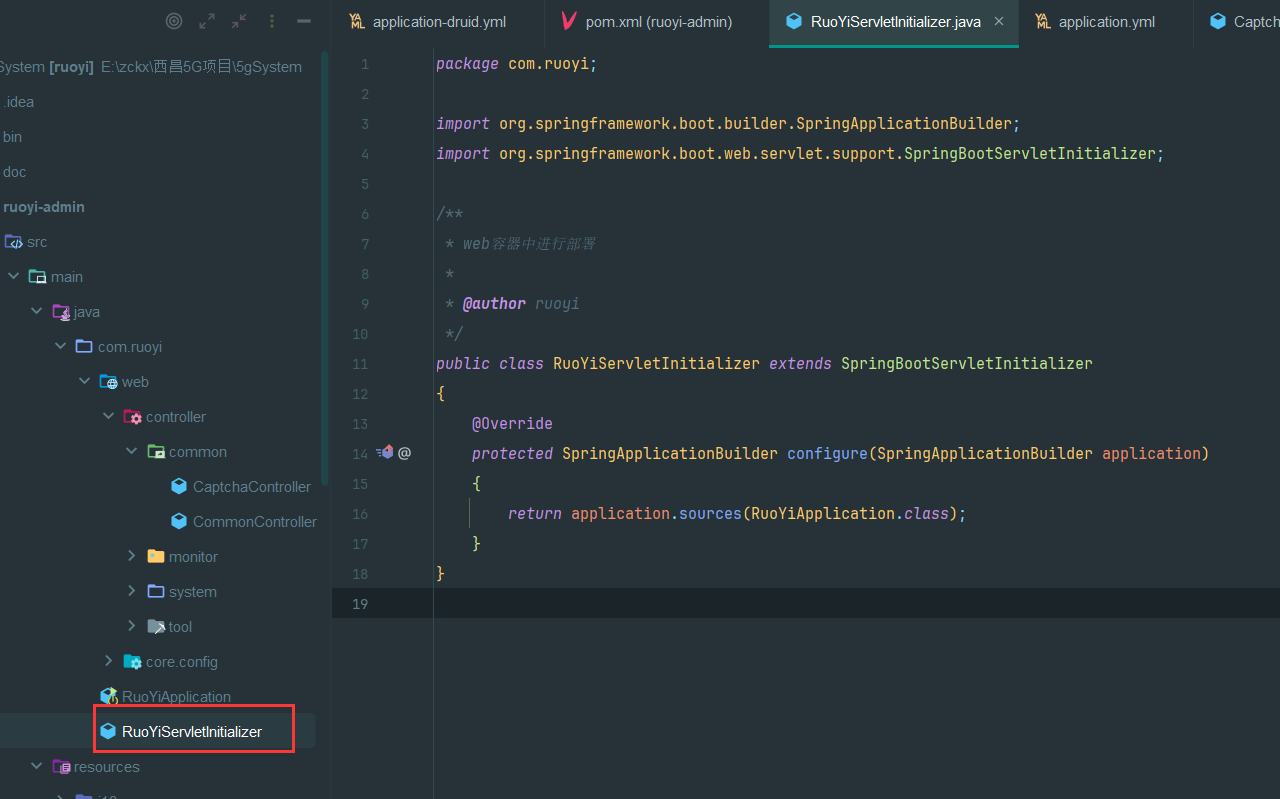 application-druid.yml
pom.xml (ruoyi-admin)
RuoYiServletInitializer.java
application.yml
Captch
System [ruoyi] E:\zckx\西昌5G项目\5gSystem
.idea
bin
doc
ruoyi-admin
src
main
java
com.ruoyi
web
controller
common
CaptchaController
CommonController
monitor
system
tool
core.config
RuoYiApplication
RuoYiServletInitializer
resources
1 package com.ruoyi;
2
3 import org.springframework.boot.builder.SpringApplicationBuilder;
4 import org.springframework.boot.web.servlet.support.SpringBootServletInitializer;
5
6 /**
7 * web容器中进行部署
8 *
9 * @author ruoyi
10 */
11 public class RuoYiServletInitializer extends SpringBootServletInitializer
12 {
13 @Override
14 @ protected SpringApplicationBuilder configure(SpringApplicationBuilder application)
15 {
16 return application.sources(RuoYiApplication.class);
17 }
18 }
19